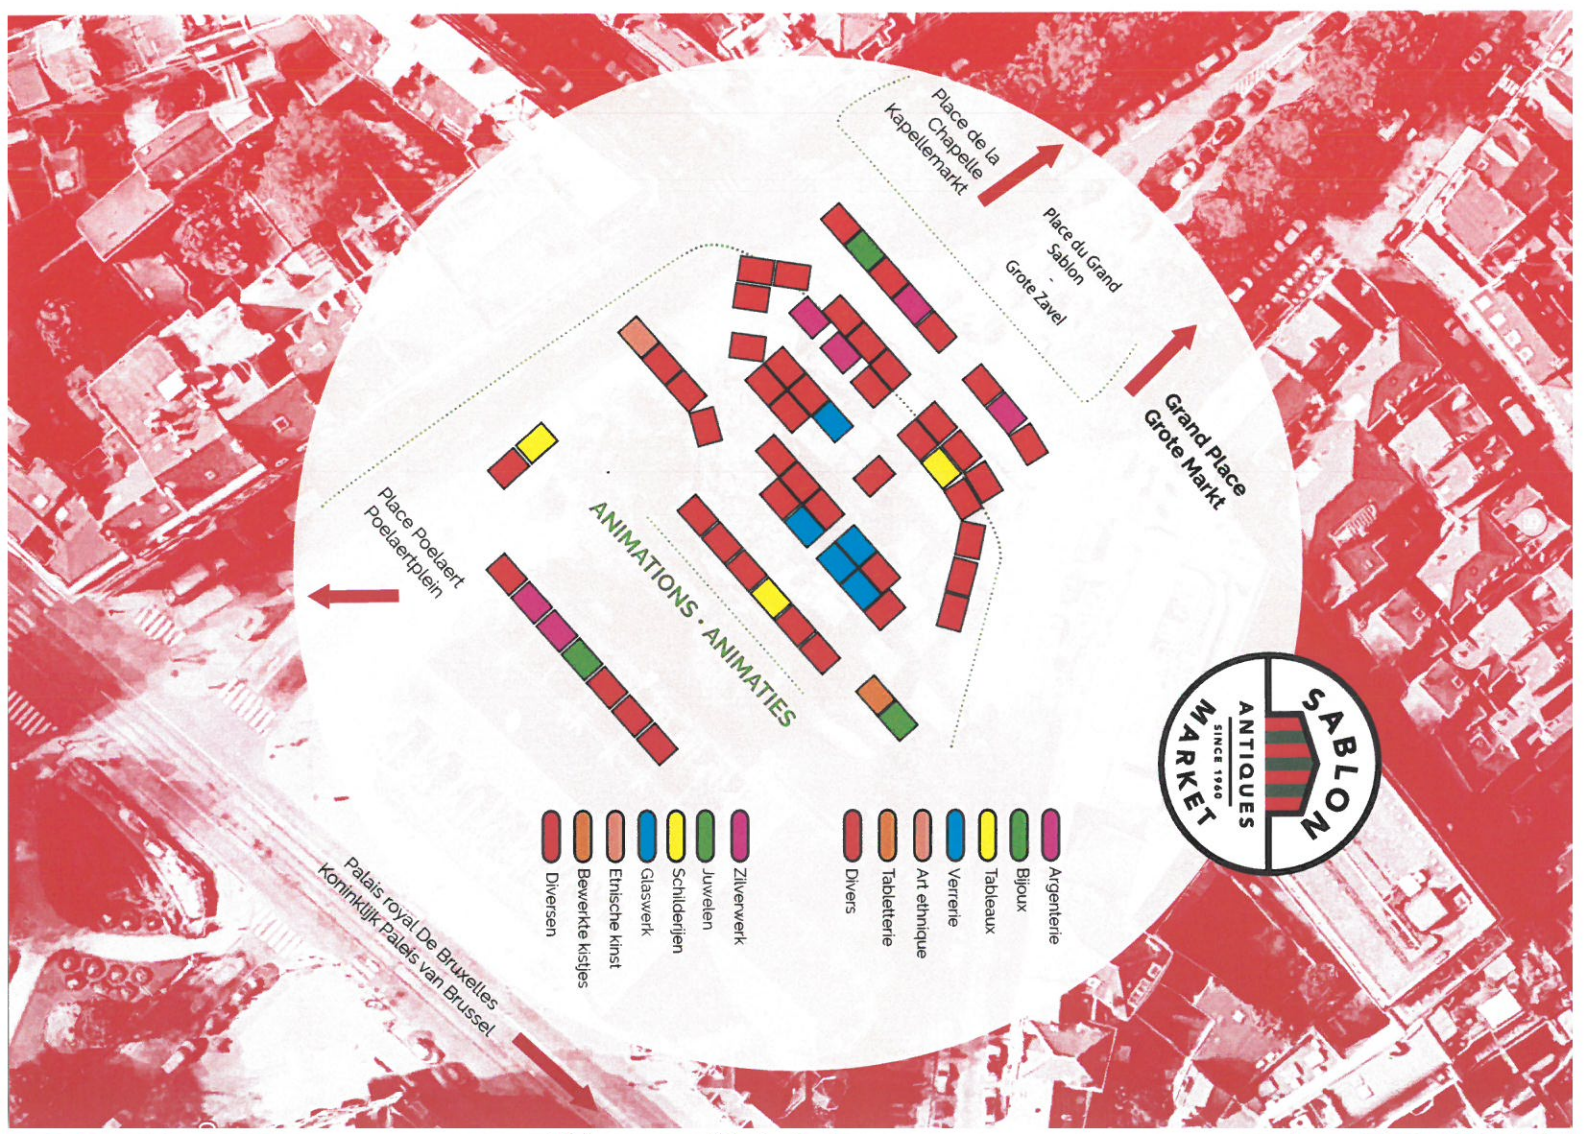 Place de la
Chapelle
Kapellemarkt
Place du Grand
Sablon
-
Grote Zavel
Grand Place
Grote Markt
Place Poelaert
Poelaertplein
ANIMATIONS • ANIMATIES
SABLON
ANTIQUES
SINCE 1960
MARKET
Argenterie
Bijoux
Tableaux
Verrerie
Art ethnique
Tabletterie
Divers
Zilverwerk
Juwelen
Schilderijen
Glaswerk
Etnische kinst
Bewerkte kistjes
Diversen
Palais royal De Bruxelles
Koninklijk Paleis van Brussel